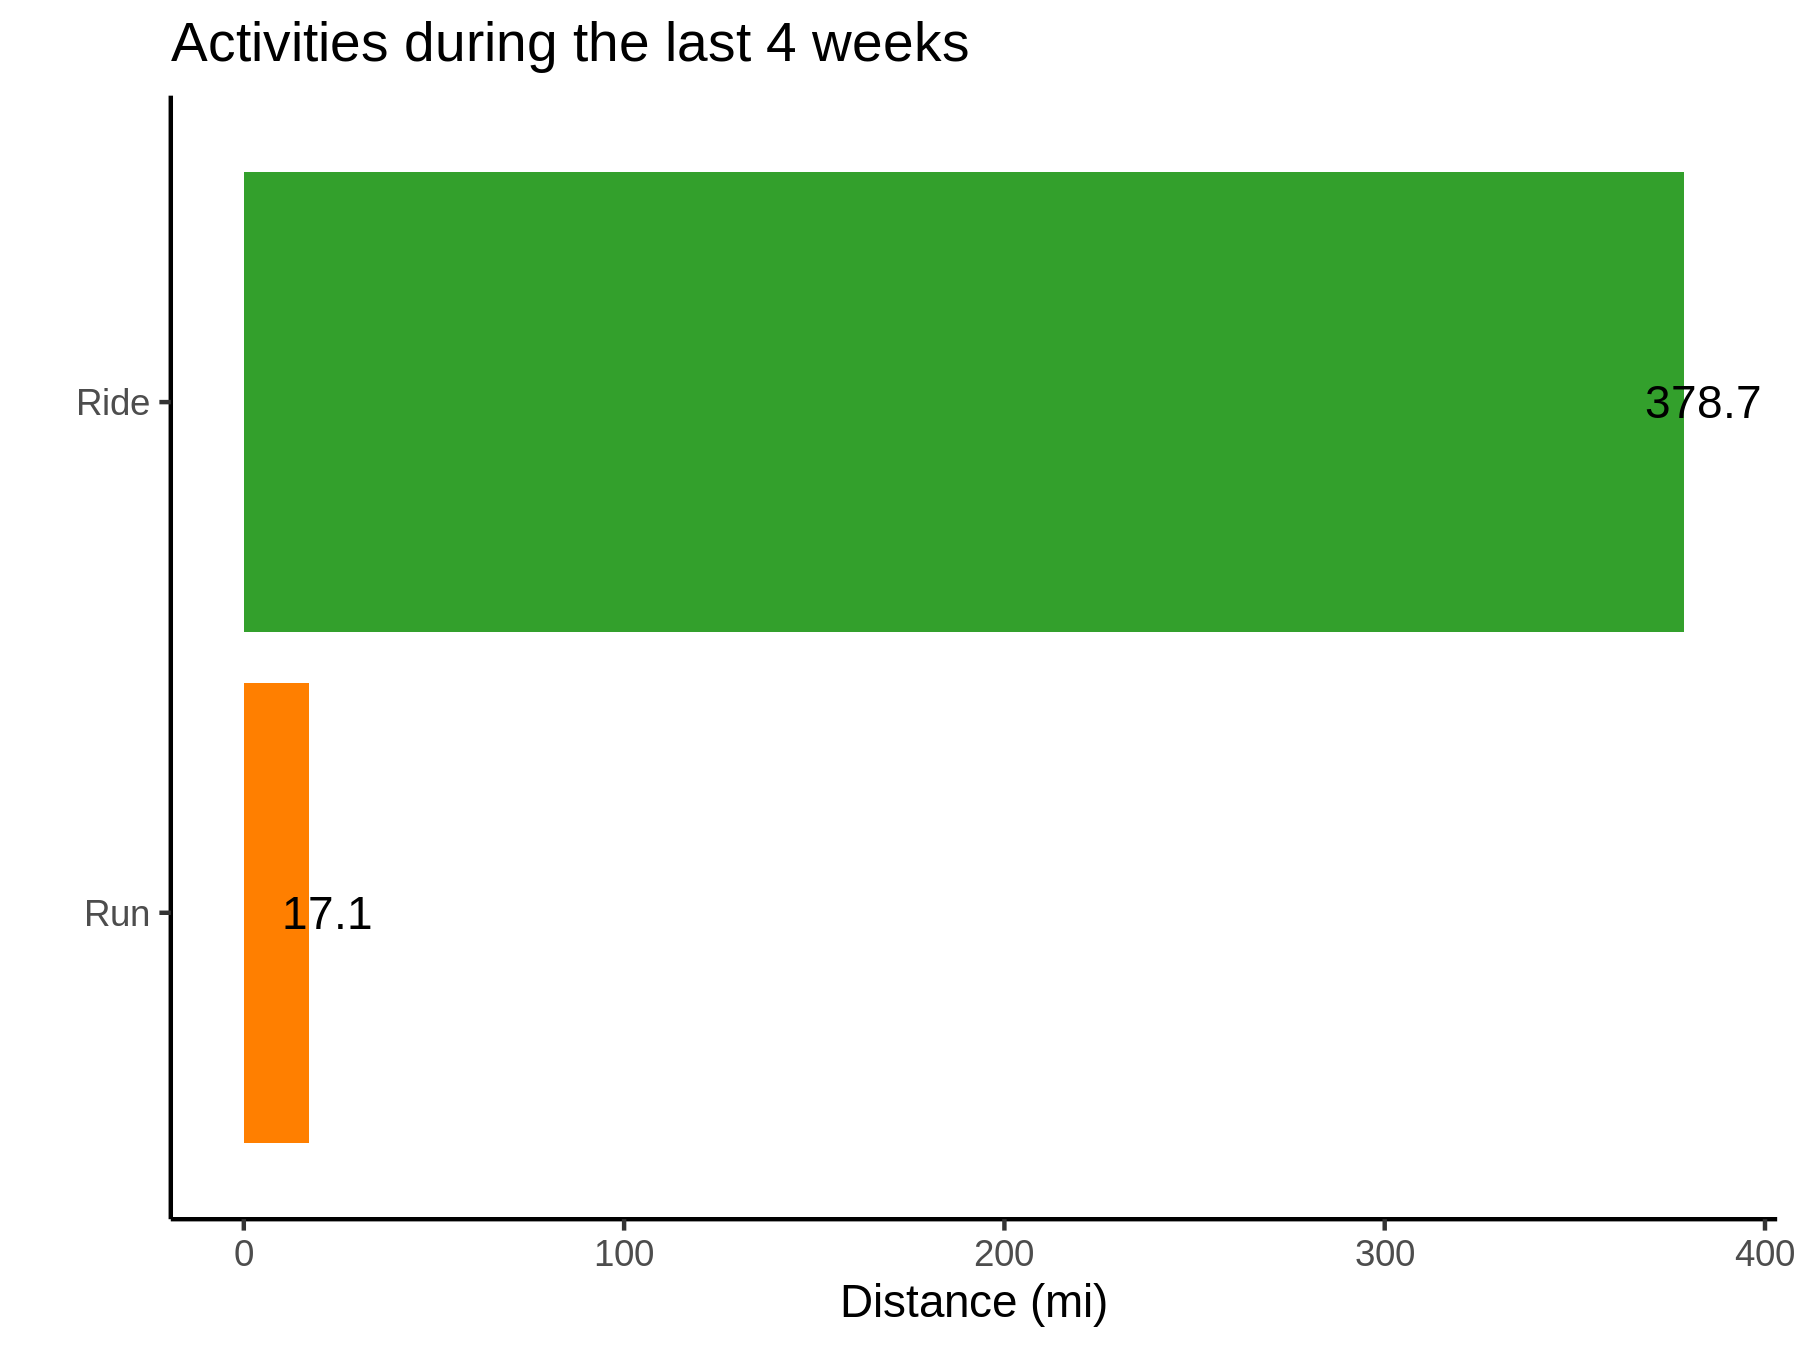 Activities during the last 4 weeks
Ride
378.7
Run
17.1
0 100 200 300 400
Distance (mi)